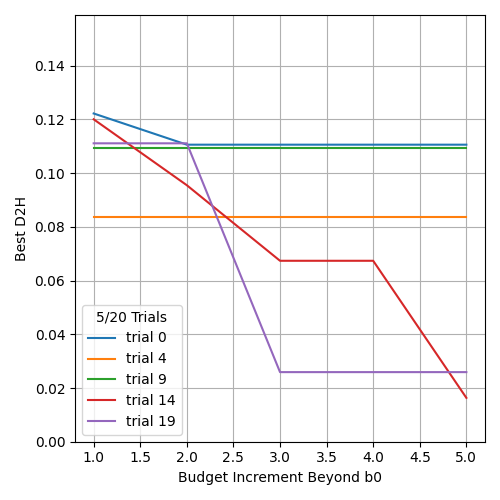 0.14
0.12
0.10
0.08
0.06
0.04
0.02
0.00
Best D2H
5/20 Trials
trial 0
trial 4
trial 9
trial 14
trial 19
1.0 1.5 2.0 2.5 3.0 3.5 4.0 4.5 5.0
Budget Increment Beyond b0